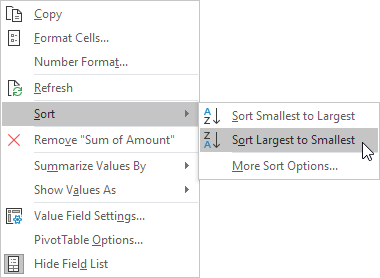 Copy
Format Cells...
Number Format...
Refresh
Sort
Remove "Sum of Amount"
Summarize Values By
Show Values As
Value Field Settings...
PivotTable Options...
Hide Field List
A
Z
Sort Smallest to Largest
Z
A
Sort Largest to Smallest
More Sort Options...